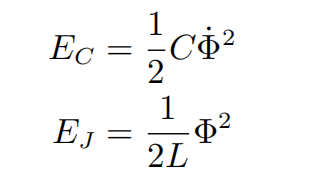 E_C = \frac{1}{2} C \dot{\Phi}^2
E_J = \frac{1}{2L} \Phi^2